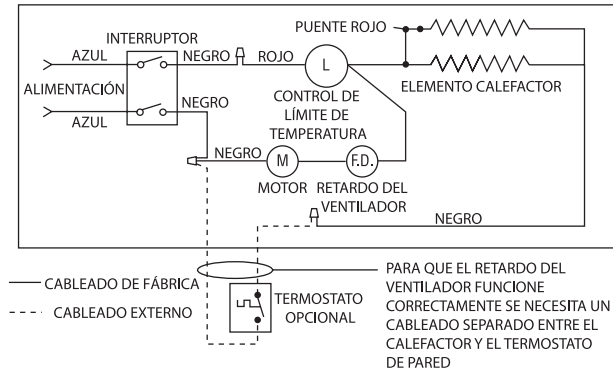 PUENTE ROJO
INTERRUPTOR
AZUL
NEGRO
ROJO
L
ELEMENTO CALEFACTOR
ALIMENTACIÓN
NEGRO
CONTROL DE
LÍMITE DE
TEMPERATURA
AZUL
NEGRO
M
F.D.
MOTOR
RETARDO DEL
VENTILADOR
NEGRO
CABLEADO DE FÁBRICA
CABLEADO EXTERNO
TERMOSTATO
OPCIONAL
PARA QUE EL RETARDO DEL
VENTILADOR FUNCIONE
CORRECTAMENTE SE NECESITA UN
CABLEADO SEPARADO ENTRE EL
CALEFACTOR Y EL TERMOSTATO
DE PARED